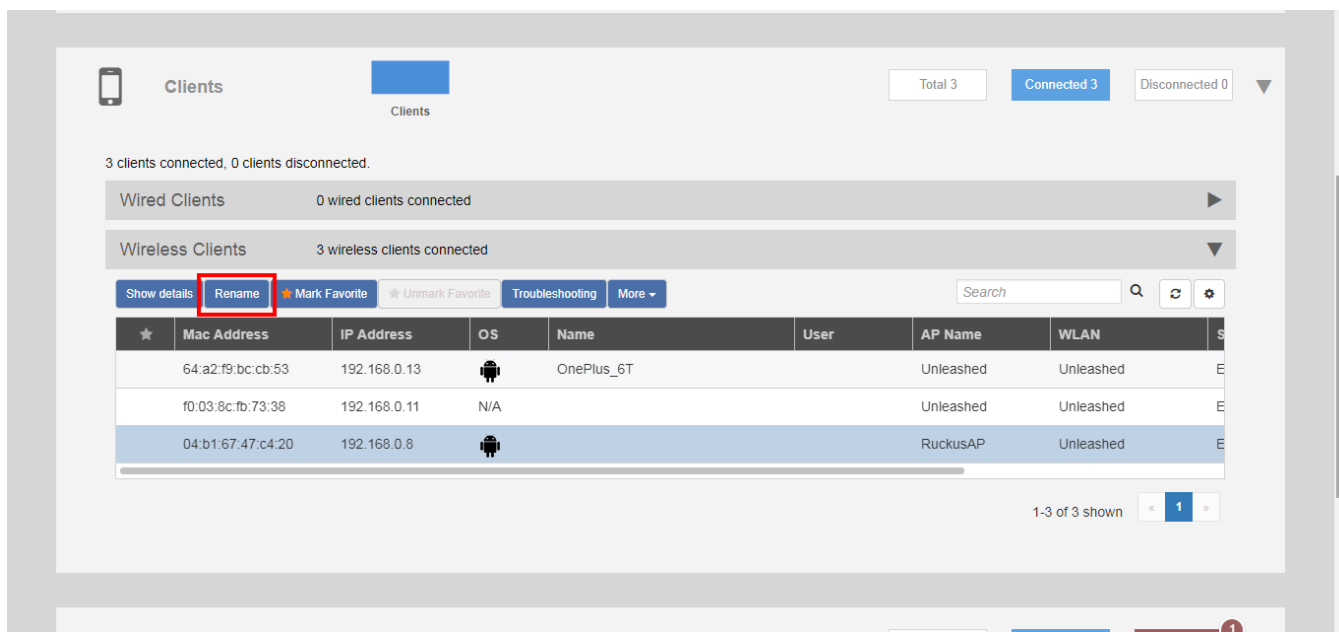 Clients
Clients
Total 3
Connected 3
Disconnected 0
3 clients connected, 0 clients disconnected.
Wired Clients 0 wired clients connected
Wireless Clients 3 wireless clients connected
Show details Rename Mark Favorite Unmark Favorite Troubleshooting More Search
Mac Address IP Address OS Name User AP Name WLAN S
64:a2:f9:bc:cb:53 192.168.0.13 OnePlus_6T Unleashed Unleashed E
f0:03:8c:fb:73:38 192.168.0.11 N/A Unleashed Unleashed E
04:b1:67:47:c4:20 192.168.0.8 RuckusAP Unleashed E
1-3 of 3 shown « 1 »
1